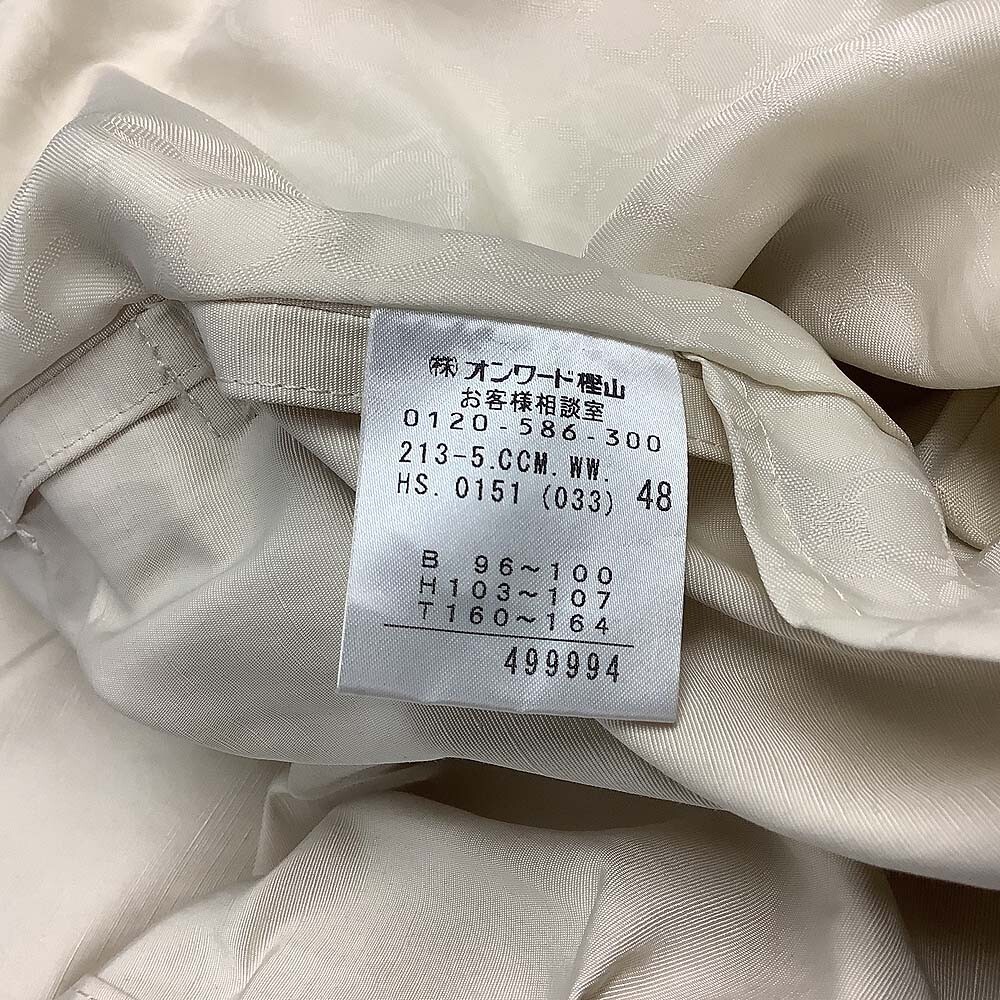 ㈱オンワード樫山
お客様相談室
0120-586-300
213-5.CCM.WW.
HS. 0151 (033) 48
B 96～100
H103～107
T160～164
499994